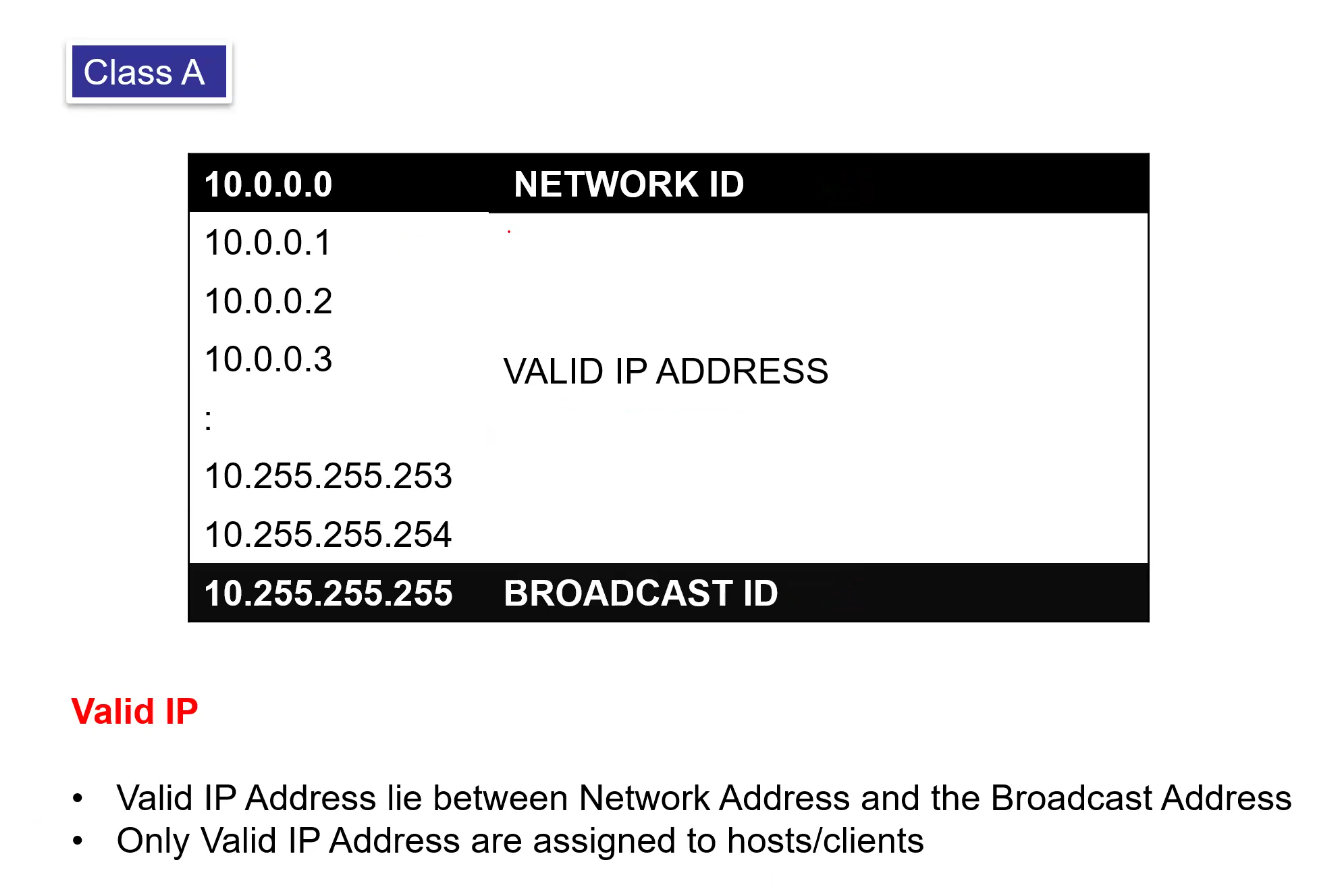 Class A
10.0.0.0 NETWORK ID
10.0.0.1
10.0.0.2
10.0.0.3
VALID IP ADDRESS
:
10.255.255.253
10.255.255.254
10.255.255.255 BROADCAST ID
Valid IP
• Valid IP Address lie between Network Address and the Broadcast Address
• Only Valid IP Address are assigned to hosts/clients